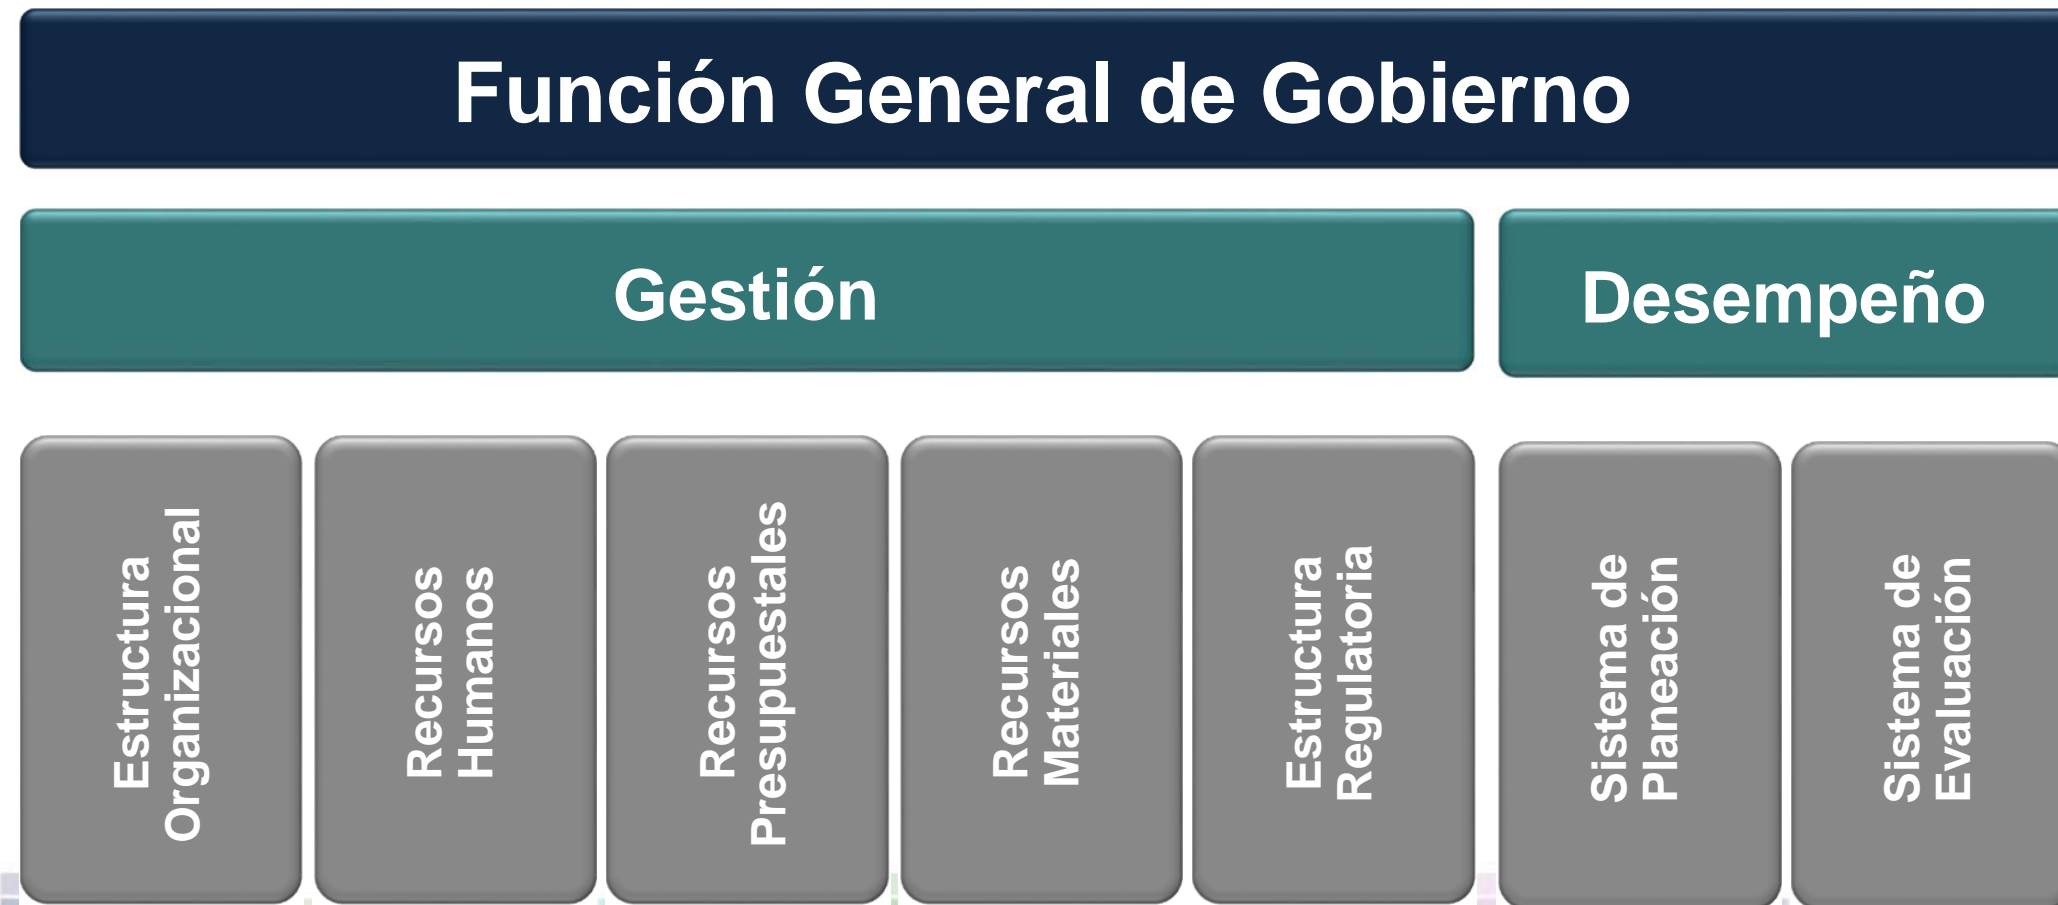 Función General de Gobierno
Gestión
Desempeño
Estructura
Organizacional
Recursos
Humanos
Recursos
Presupuestales
Recursos
Materiales
Estructura
Regulatoria
Sistema de
Planeación
Sistema de
Evaluación